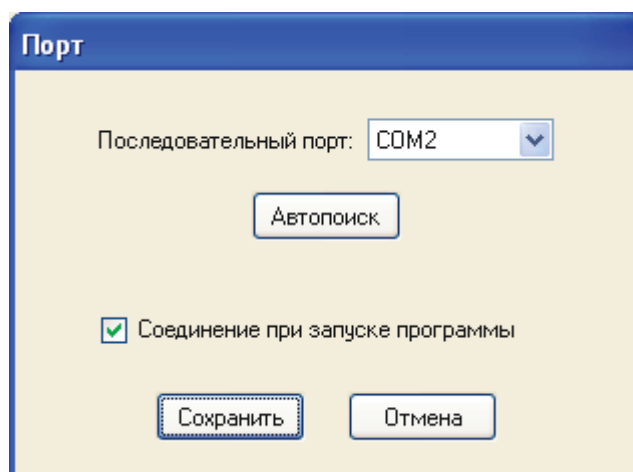 Порт
Последовательный порт: COM2
Автопоиск
Соединение при запуске программы
Сохранить Отмена